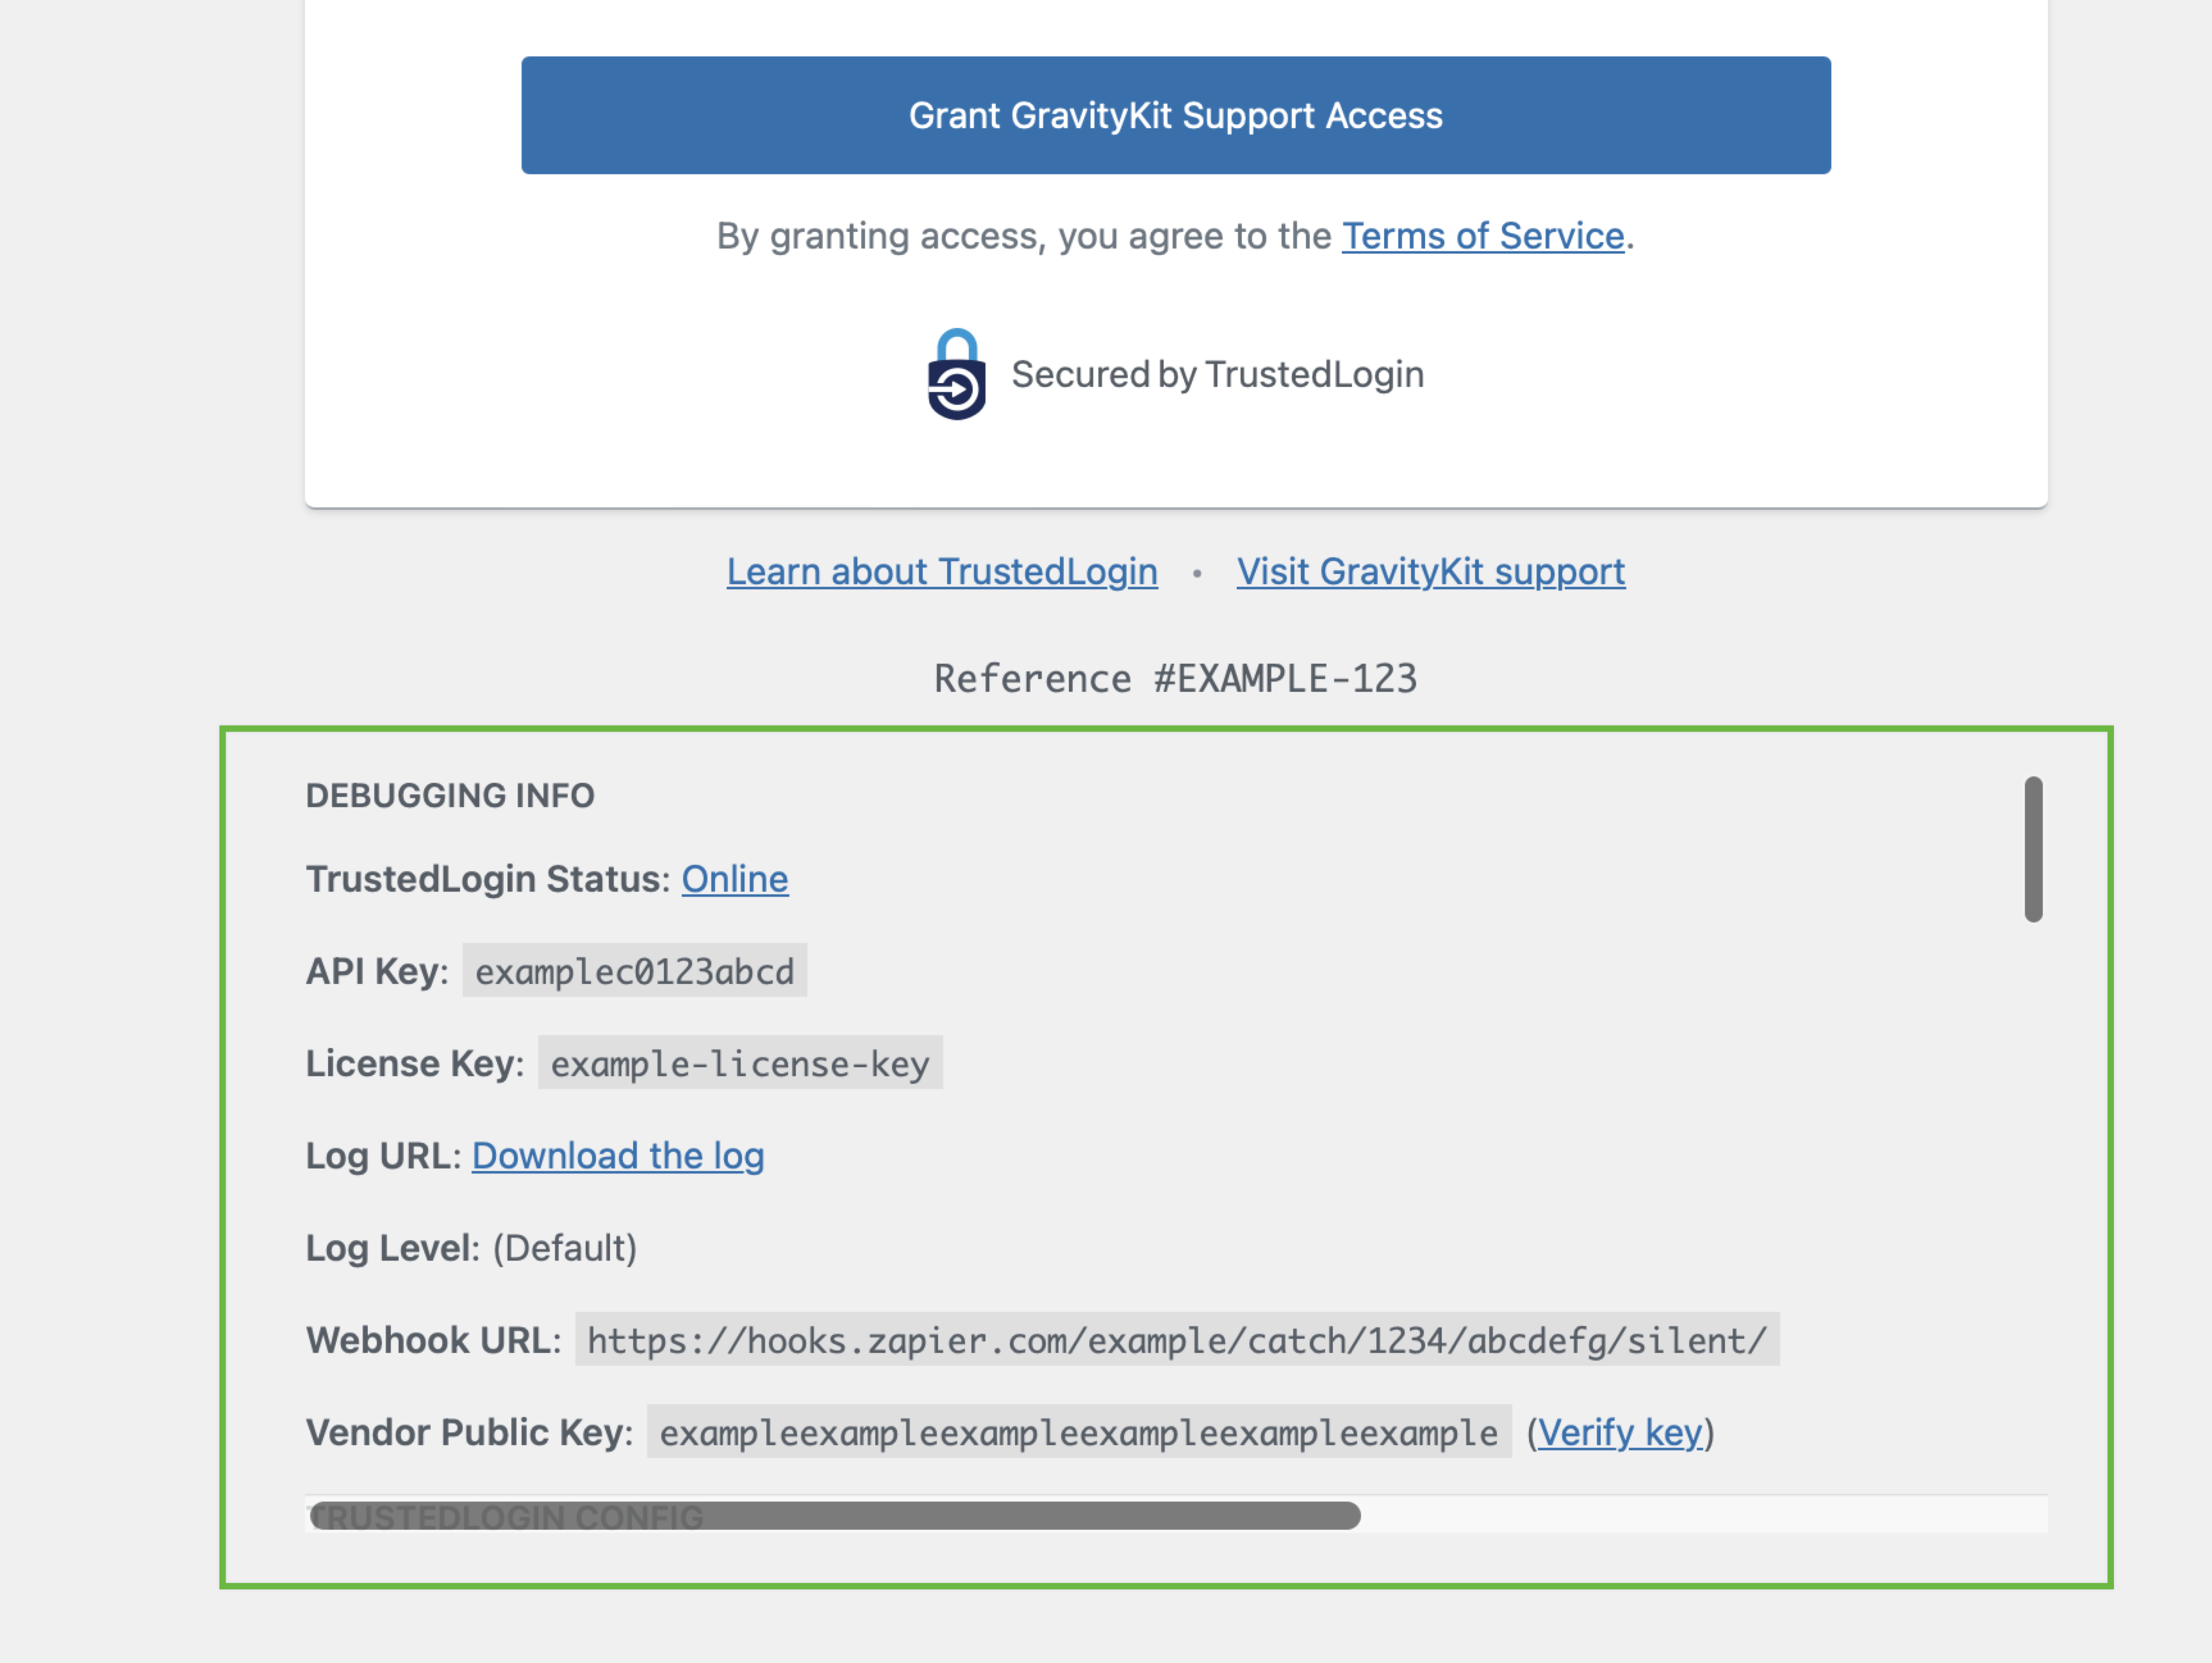 Grant GravityKit Support Access
By granting access, you agree to the Terms of Service.
Secured by TrustedLogin
Learn about TrustedLogin • Visit GravityKit support
Reference #EXAMPLE-123
DEBUGGING INFO
TrustedLogin Status: Online
API Key: examplec0123abcd
License Key: example-license-key
Log URL: Download the log
Log Level: (Default)
Webhook URL: https://hooks.zapier.com/example/catch/1234/abcdefg/silent/
Vendor Public Key: exampleexampleexampleexampleexampleexample (Verify key)
TRUSTEDLOGIN CONFIG